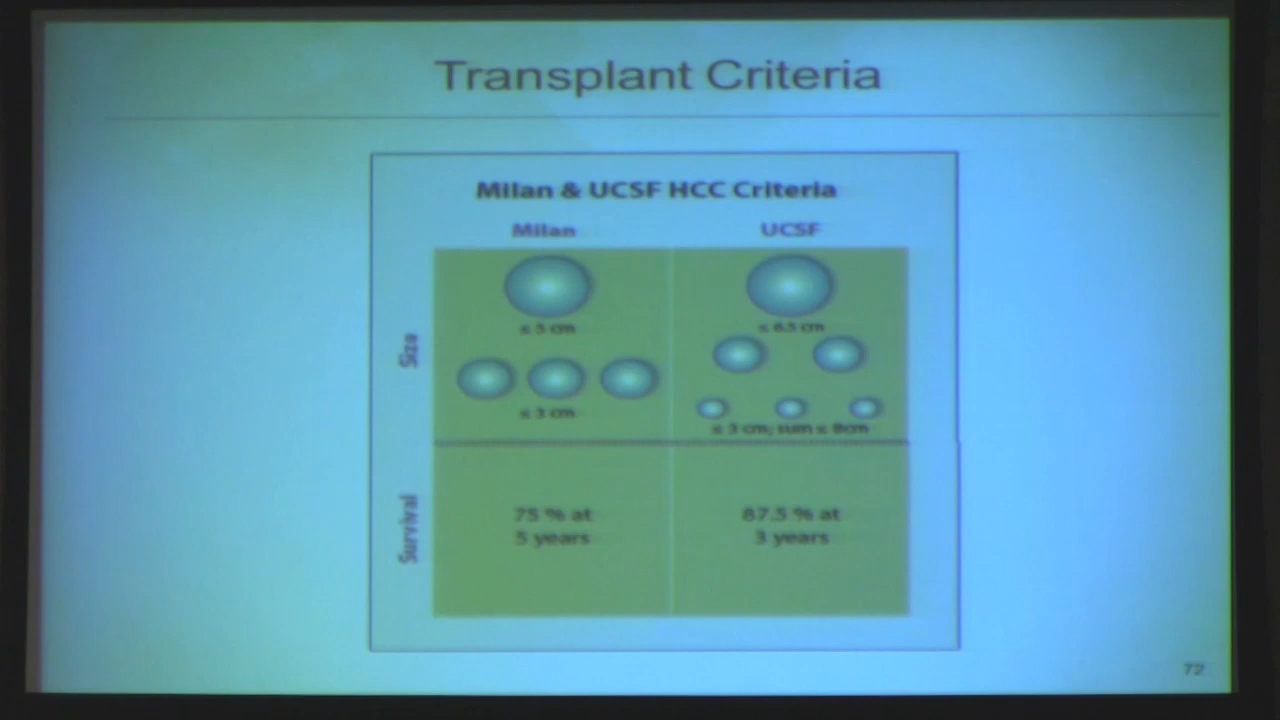 Transplant Criteria
Milan & UCSF HCC Criteria
Milan UCSF
Size
≤ 5 cm
≤ 6.5 cm
≤ 3 cm
≤ 3 cm; sum ≤ 8cm
Survival
75 % at
5 years
87.5 % at
3 years
72